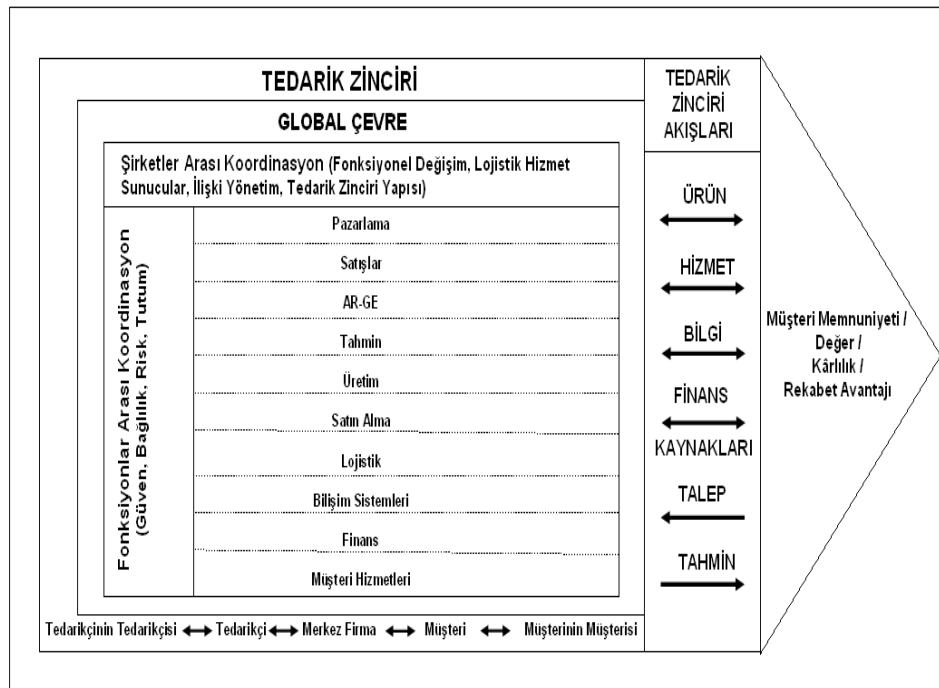 TEDARİK ZİNCİRİ
GLOBAL ÇEVRE
Şirketler Arası Koordinasyon (Fonksiyonel Değişim, Lojistik Hizmet
Sunucular, İlişki Yönetim, Tedarik Zinciri Yapısı)
Fonksiyonlar Arası Koordinasyon
(Güven, Bağlılık, Risk, Tutum)
Pazarlama
Satışlar
AR-GE
Tahmin
Üretim
Satın Alma
Lojistik
Bilişim Sistemleri
Finans
Müşteri Hizmetleri
Tedarikçinin Tedarikçisi Tedarikçi Merkez Firma Müşteri Müşterinin Müşterisi
TEDARİK
ZİNCİRİ
AKIŞLARI
ÜRÜN
HİZMET
BİLGİ
FİNANS
KAYNAKLARI
TALEP
TAHMİN
Müşteri Memnuniyeti /
Değer /
Kârlılık /
Rekabet Avantajı